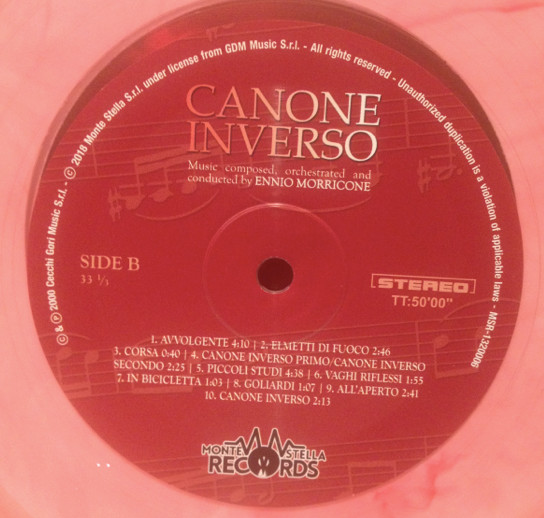 ℗ & © 2000 Cecchi Gori Music S.r.l. - © 2018 Monte Stella S.r.l. under license from GDM Music S.r.l. - All rights reserved - Unauthorized duplication is a violation of applicable laws - MSR-1320006
CANONE
INVERSO
Music composed, orchestrated and
conducted by ENNIO MORRICONE
SIDE B
33 ⅓
STEREO
TT:50'00"
1. AVVOLGENTE 4:10 | 2. ELMETTI DI FUOCO 2:46
3. CORSA 0:40 | 4. CANONE INVERSO PRIMO/CANONE INVERSO
SECONDO 2:25 | 5. PICCOLI STUDI 4:38 | 6. VAGHI RIFLESSI 1:55
7. IN BICICLETTA 1:03 | 8. GOLIARDI 1:07 | 9. ALL'APERTO 2:41
10. CANONE INVERSO 2:13
MONTE STELLA
RECORDS